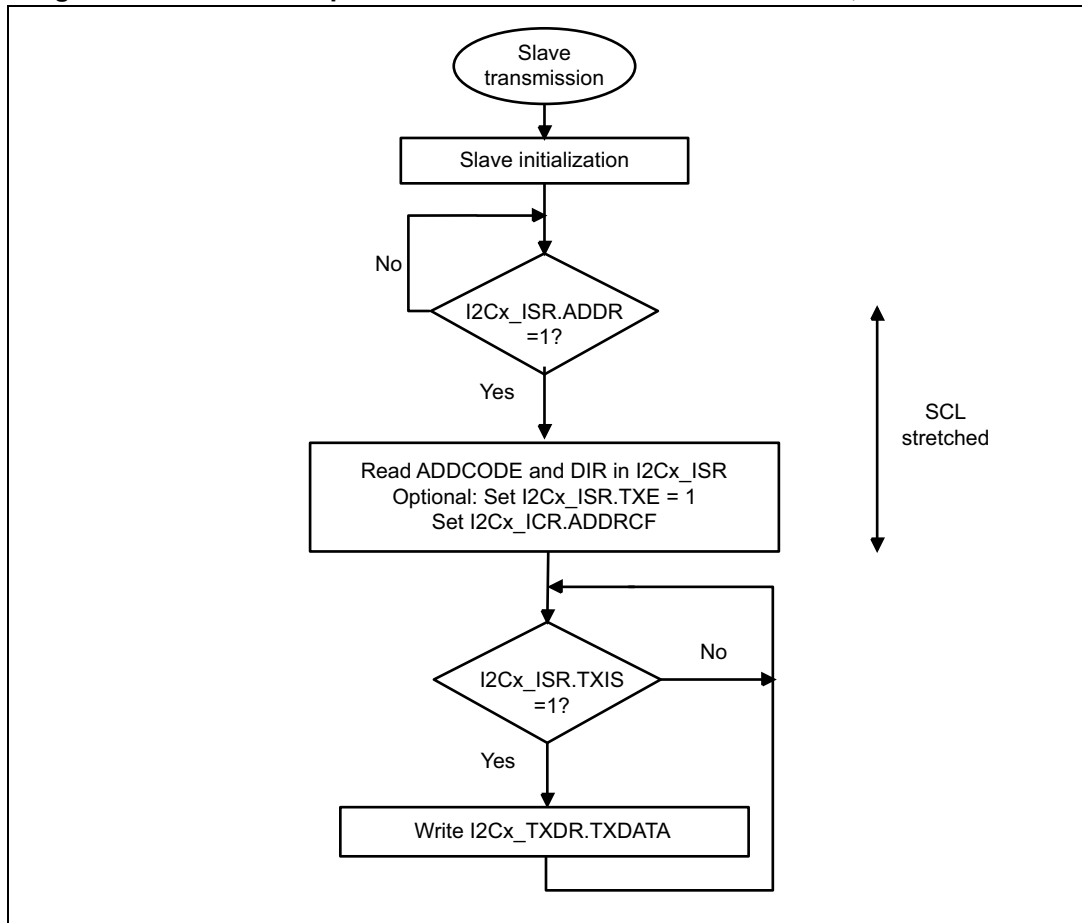 Slave
transmission
Slave initialization
No
I2Cx_ISR.ADDR
=1?
Yes
SCL
stretched
Read ADDCODE and DIR in I2Cx_ISR
Optional: Set I2Cx_ISR.TXE = 1
Set I2Cx_ICR.ADDRCF
No
I2Cx_ISR.TXIS
=1?
Yes
Write I2Cx_TXDR.TXDATA